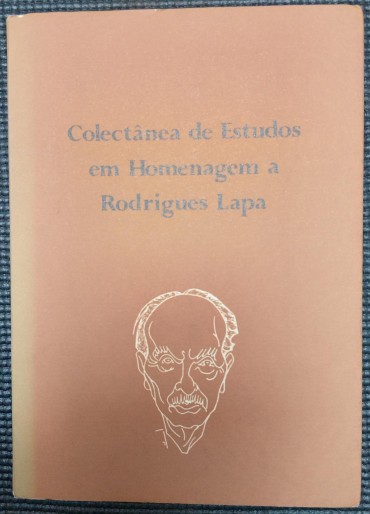 Colectânea de Estudos
em Homenagem a
Rodrigues Lapa